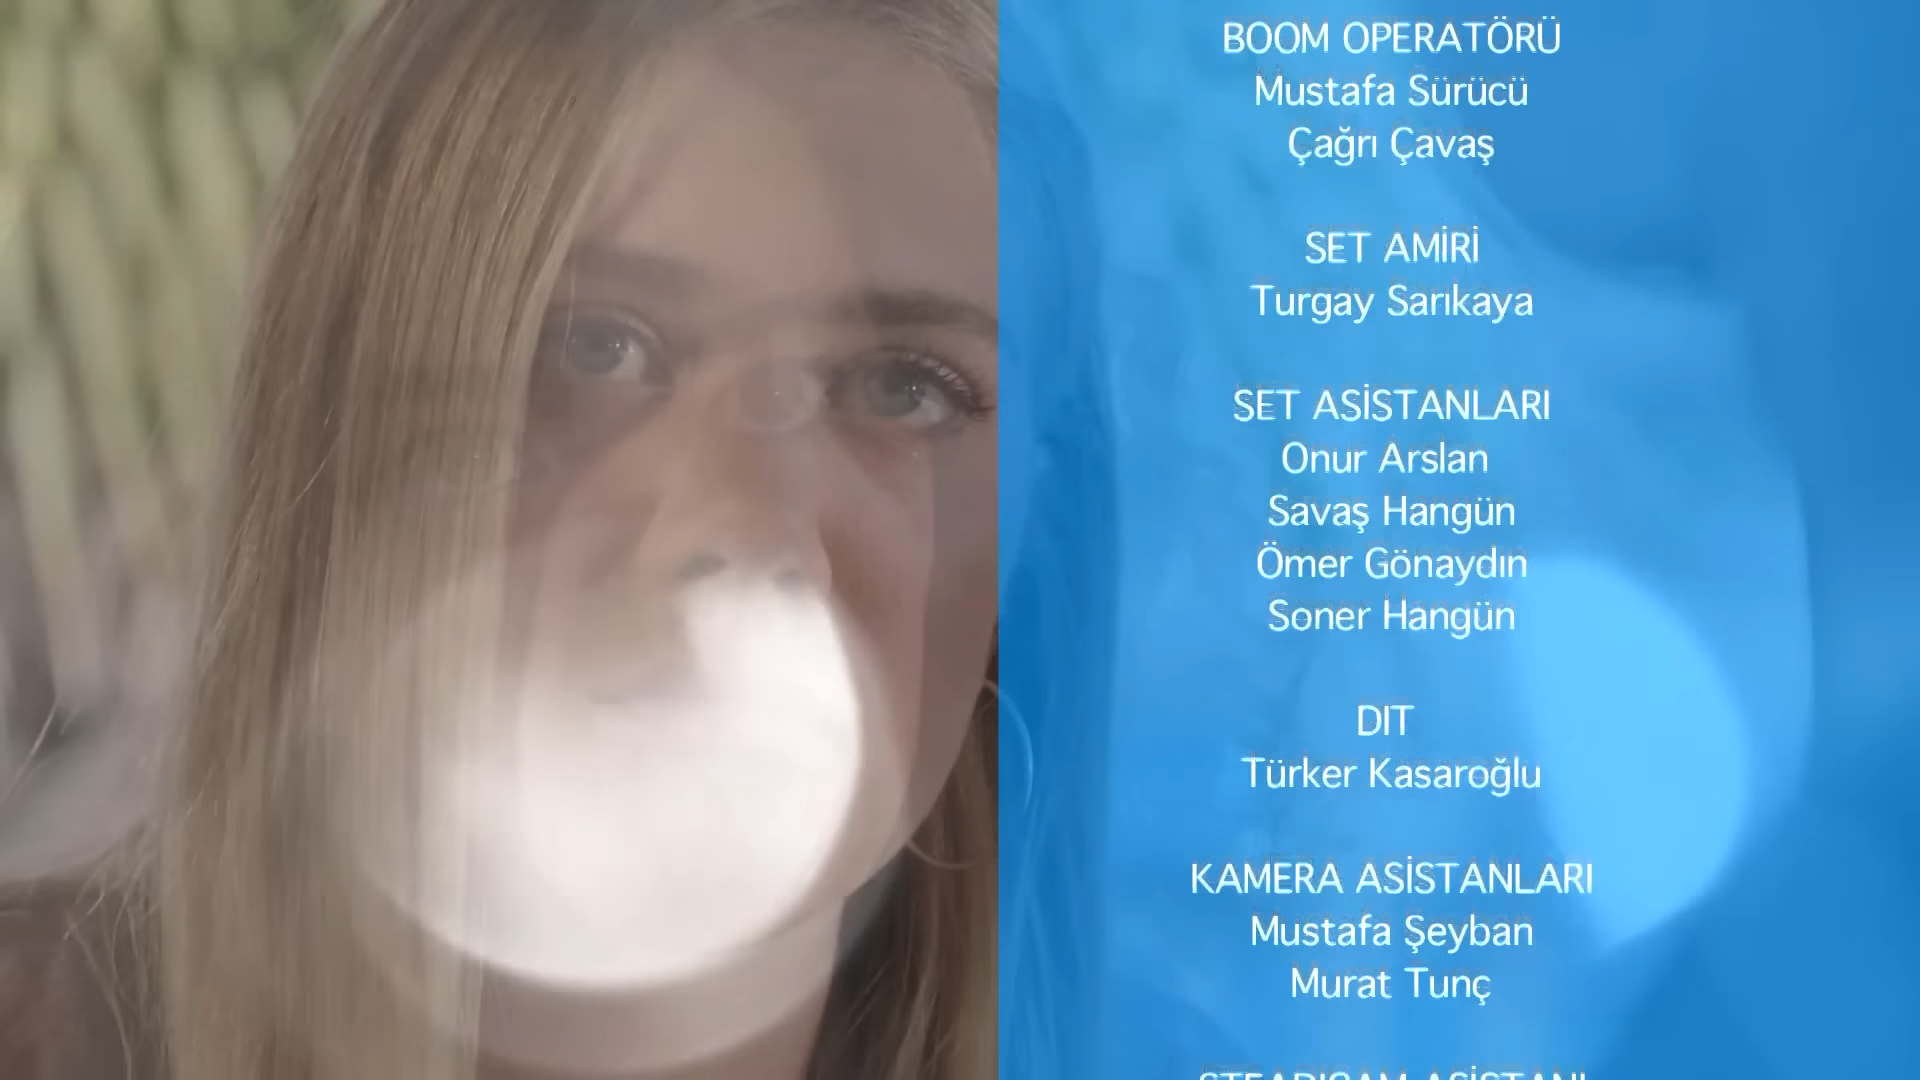 BOOM OPERATÖRÜ
Mustafa Sürücü
Çağrı Çavaş
SET AMİRİ
Turgay Sarıkaya
SET ASİSTANLARI
Onur Arslan
Savaş Hangün
Ömer Gönaydın
Soner Hangün
DIT
Türker Kasaroğlu
KAMERA ASİSTANLARI
Mustafa Şeyban
Murat Tunç